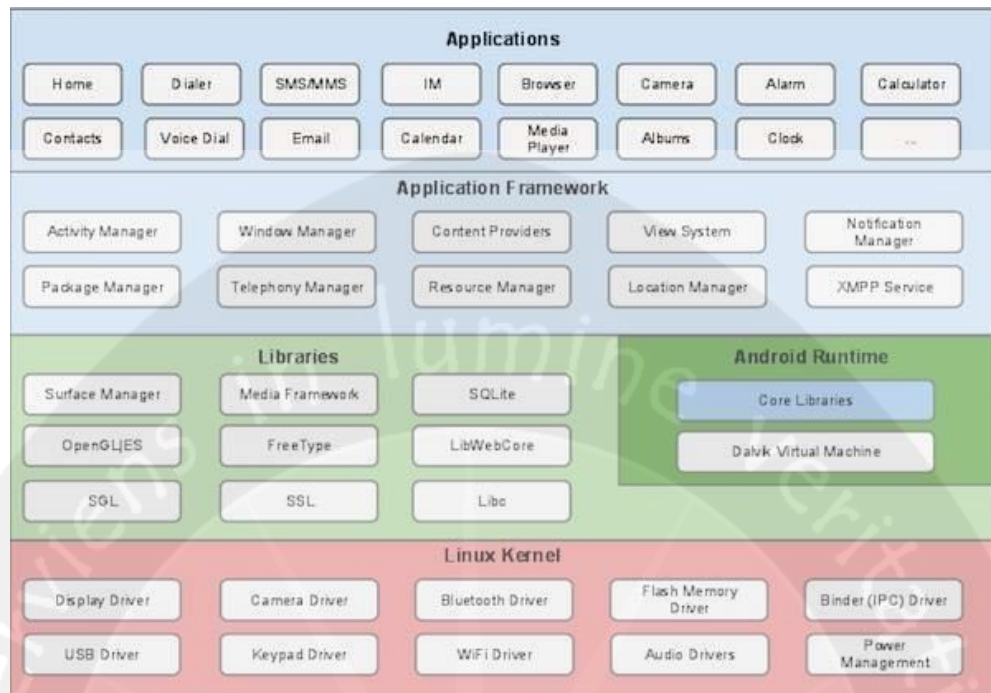 Applications
Home Dialer SMS/MMS IM Browser Camera Alarm Calculator
Contacts Voice Dial Email Calendar Media Player Albums Clock ...
Application Framework
Activity Manager Window Manager Content Providers View System Notification Manager
Package Manager Telephony Manager Resource Manager Location Manager XMPP Service
Libraries Android Runtime
Surface Manager Media Framework SQLite Core Libraries
OpenGL|ES FreeType LibWebCore Dalvik Virtual Machine
SGL SSL Libc
Linux Kernel
Display Driver Camera Driver Bluetooth Driver Flash Memory Driver Binder (IPC) Driver
USB Driver Keypad Driver WiFi Driver Audio Drivers Power Management
serviens in lumine veritatis